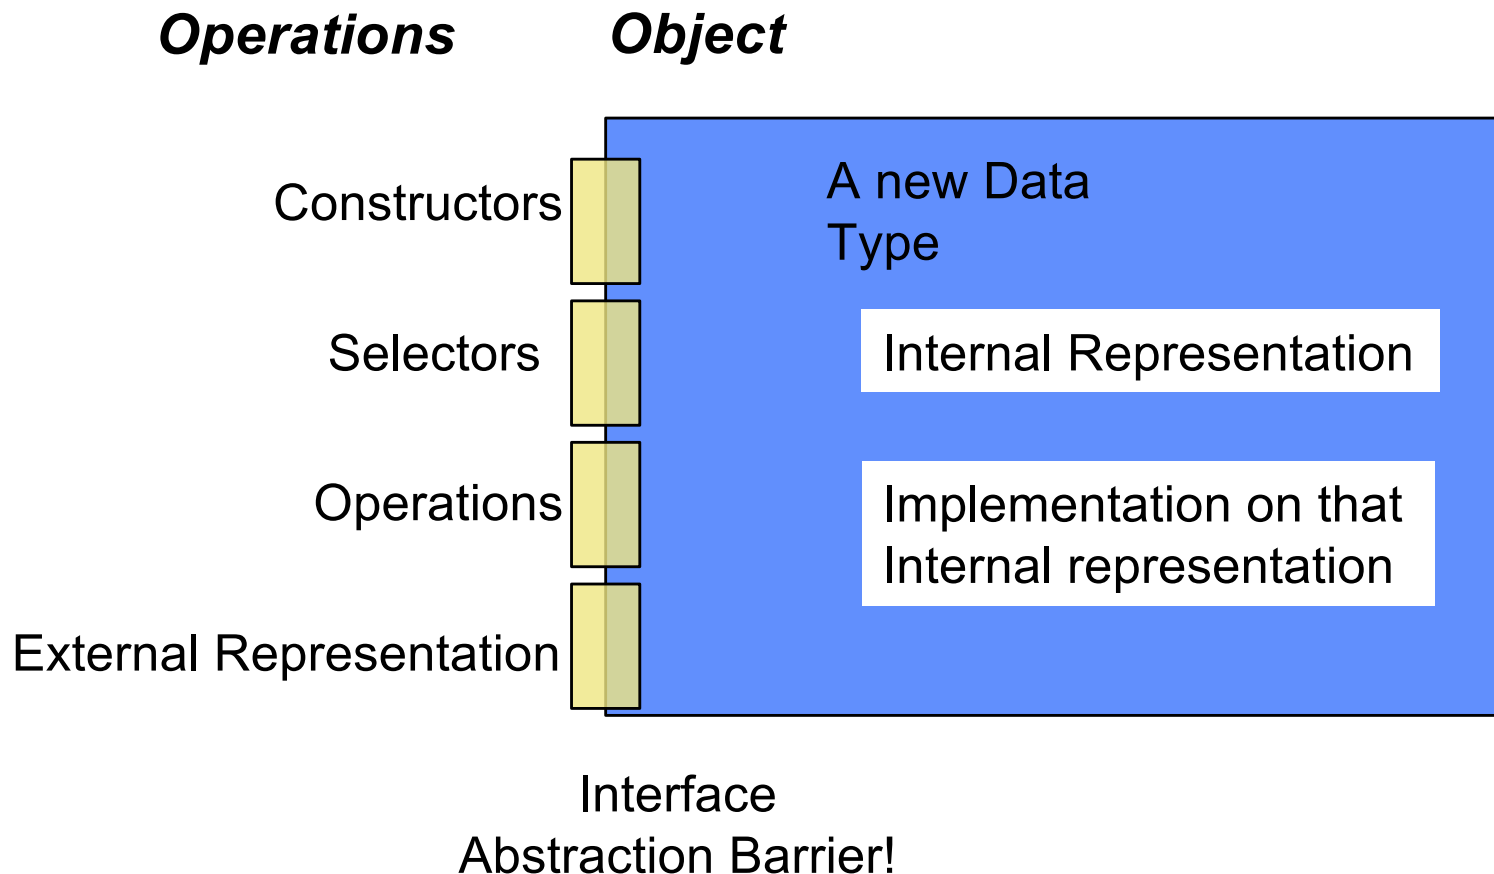 Operations
Object
Constructors
A new Data
Type
Selectors
Internal Representation
Operations
Implementation on that
Internal representation
External Representation
Interface
Abstraction Barrier!